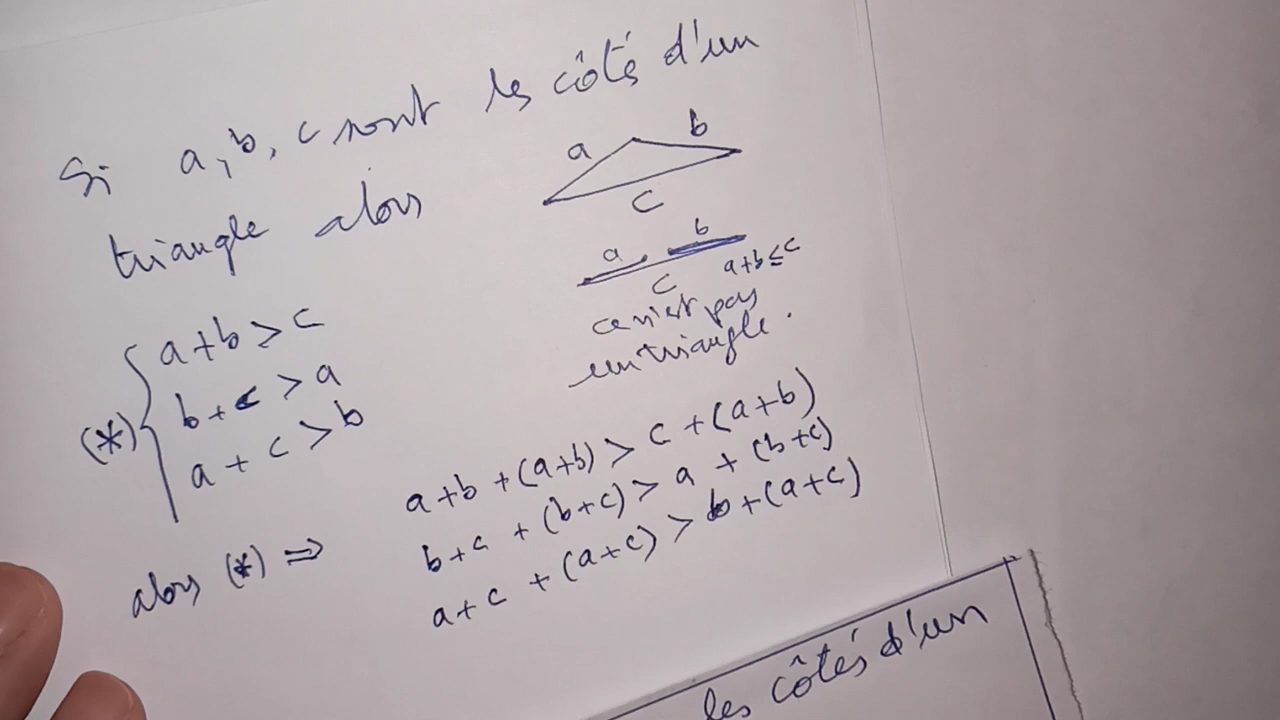 Si a, b, c sont les côtés d'un
triangle alors
a b
c
a b
c a+b≤c
ce n'est pas
un triangle.
(*) { a+b > c
b+c > a
a+c > b
alors (*) ⇒ a+b +(a+b) > c +(a+b)
b+c +(b+c) > a +(b+c)
a+c +(a+c) > b +(a+c)
les côtés d'un